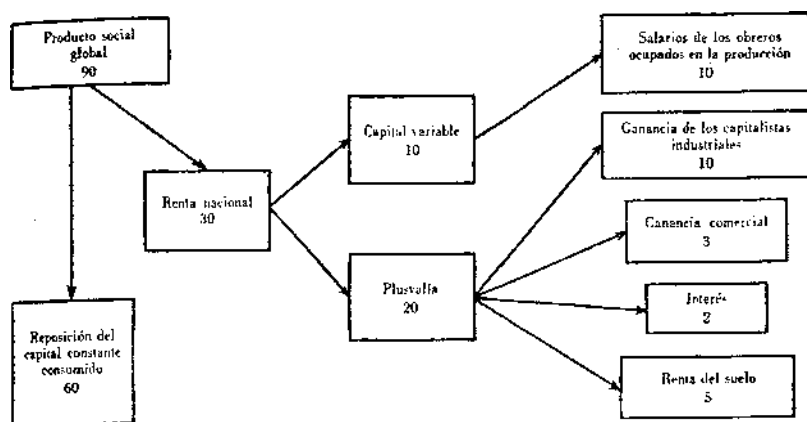 Producto social
global
90
Salarios de los obreros
ocupados en la producción
10
Capital variable
10
Ganancia de los capitalistas
industriales
10
Renta nacional
30
Ganancia comercial
3
Plusvalía
20
Interés
2
Reposición del
capital constante
consumido
60
Renta del suelo
5